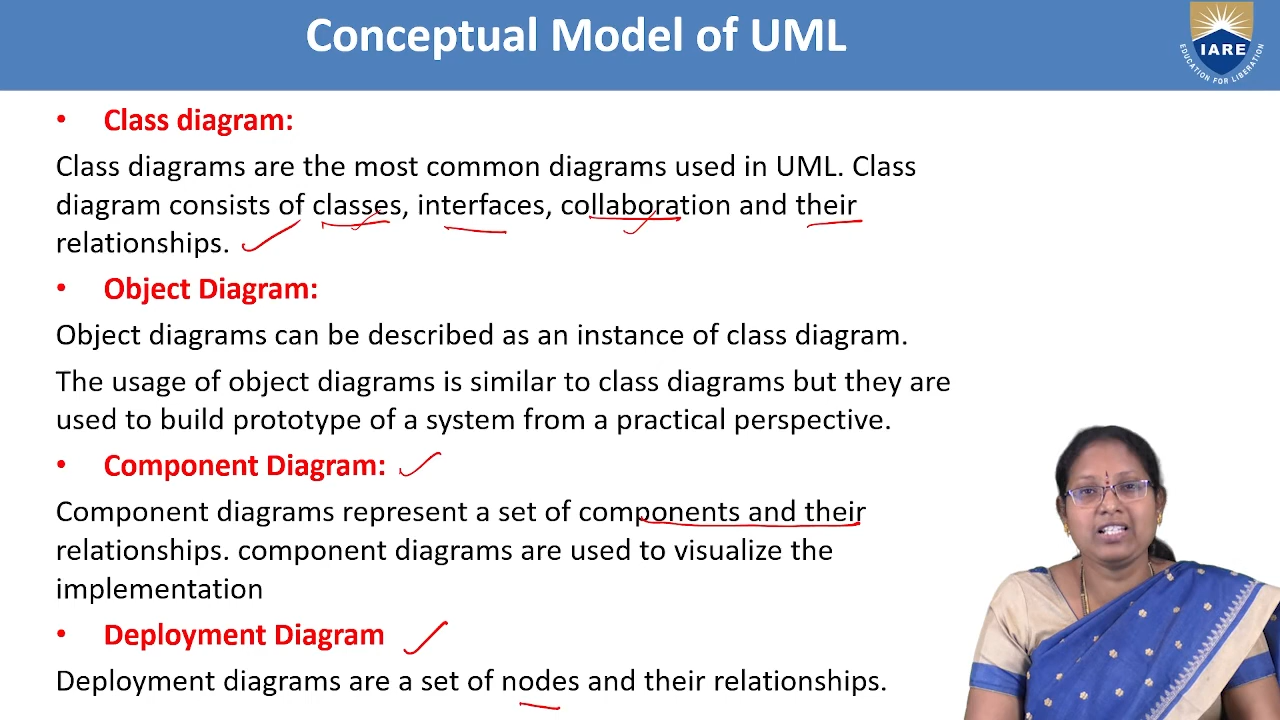 Conceptual Model of UML
IARE
EDUCATION FOR LIBERATION
• Class diagram:
Class diagrams are the most common diagrams used in UML. Class
diagram consists of classes, interfaces, collaboration and their
relationships.
• Object Diagram:
Object diagrams can be described as an instance of class diagram.
The usage of object diagrams is similar to class diagrams but they are
used to build prototype of a system from a practical perspective.
• Component Diagram:
Component diagrams represent a set of components and their
relationships. component diagrams are used to visualize the
implementation
• Deployment Diagram
Deployment diagrams are a set of nodes and their relationships.